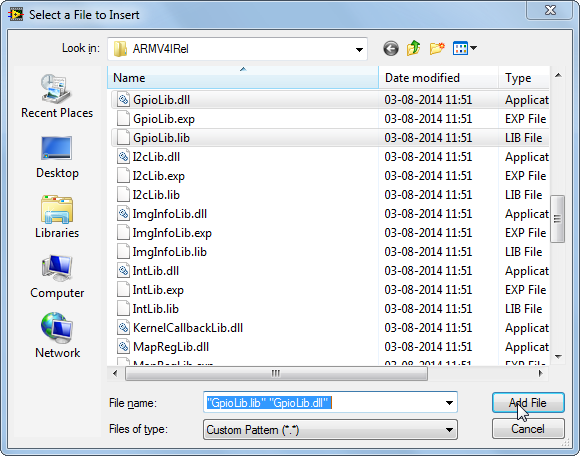 Select a File to Insert
Look in: ARMV4IRel
Name Date modified Type
GpioLib.dll 03-08-2014 11:51 Applicat
GpioLib.exp 03-08-2014 11:51 EXP File
GpioLib.lib 03-08-2014 11:51 LIB File
I2cLib.dll 03-08-2014 11:51 Applicat
I2cLib.exp 03-08-2014 11:51 EXP File
I2cLib.lib 03-08-2014 11:51 LIB File
ImgInfoLib.dll 03-08-2014 11:51 Applicat
ImgInfoLib.exp 03-08-2014 11:51 EXP File
ImgInfoLib.lib 03-08-2014 11:51 LIB File
IntLib.dll 03-08-2014 11:51 Applicat
IntLib.exp 03-08-2014 11:51 EXP File
IntLib.lib 03-08-2014 11:51 LIB File
KernelCallbackLib.dll 03-08-2014 11:51 Applicat
MapRegLib.dll 03-08-2014 11:51 Applicat
MapRegLib.exp 03-08-2014 11:51 EXP File
Recent Places
Desktop
Libraries
Computer
Network
File name: "GpioLib.lib" "GpioLib.dll"
Add File
Files of type: Custom Pattern (*.*)
Cancel